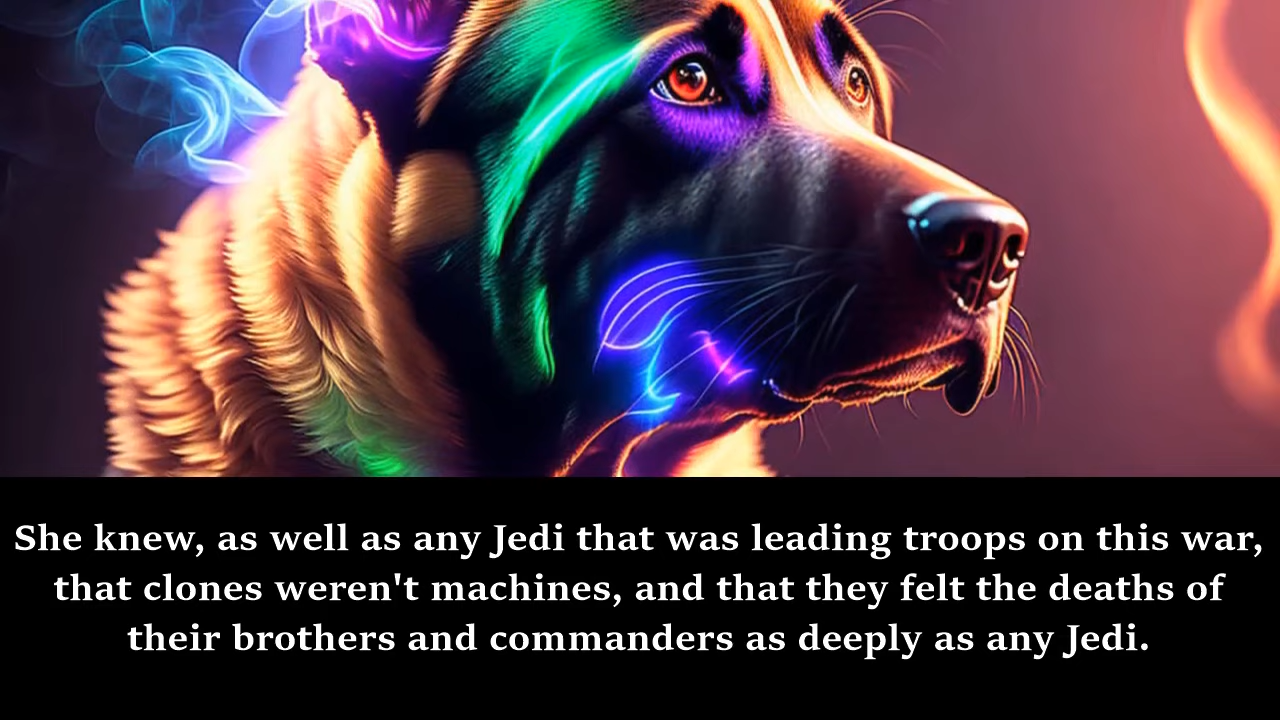 She knew, as well as any Jedi that was leading troops on this war,
that clones weren't machines, and that they felt the deaths of
their brothers and commanders as deeply as any Jedi.